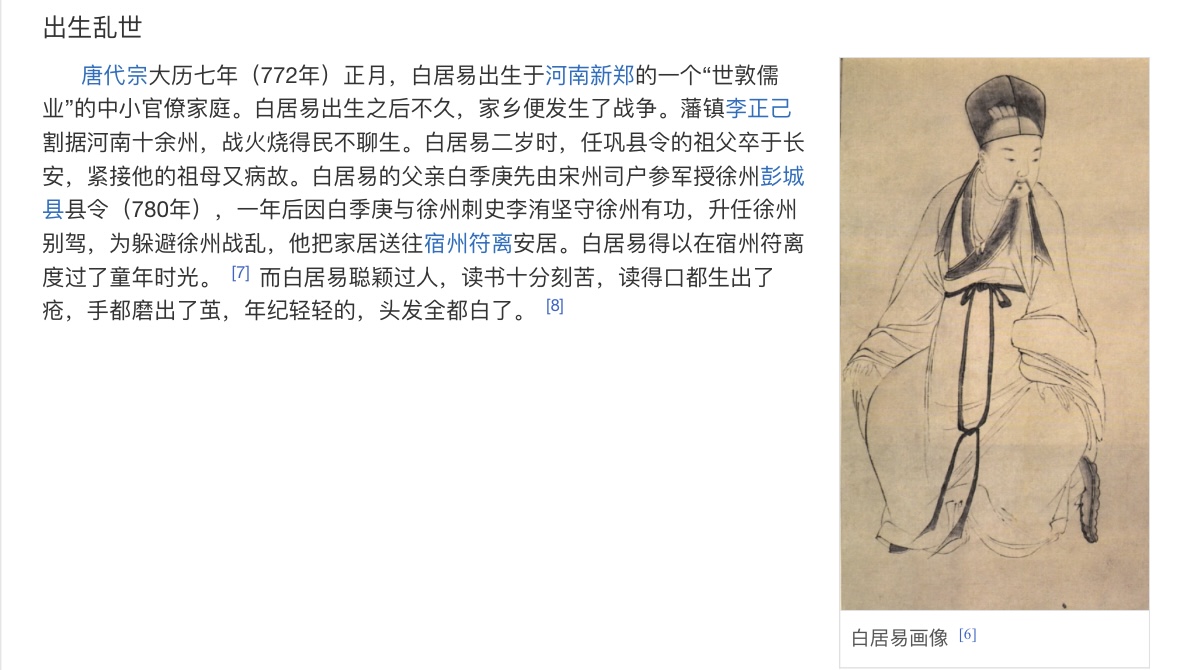 出生乱世
唐代宗大历七年（772年）正月，白居易出生于河南新郑的一个“世敦儒
业”的中小官僚家庭。白居易出生之后不久，家乡便发生了战争。藩镇李正己
割据河南十余州，战火烧得民不聊生。白居易二岁时，任巩县令的祖父卒于长
安，紧接他的祖母又病故。白居易的父亲白季庚先由宋州司户参军授徐州彭城
县县令（780年），一年后因白季庚与徐州刺史李洧坚守徐州有功，升任徐州
别驾，为躲避徐州战乱，他把家居送往宿州符离安居。白居易得以在宿州符离
度过了童年时光。 [7] 而白居易聪颖过人，读书十分刻苦，读得口都生出了
疮，手都磨出了茧，年纪轻轻的，头发全都白了。 [8]
白居易画像 [6]